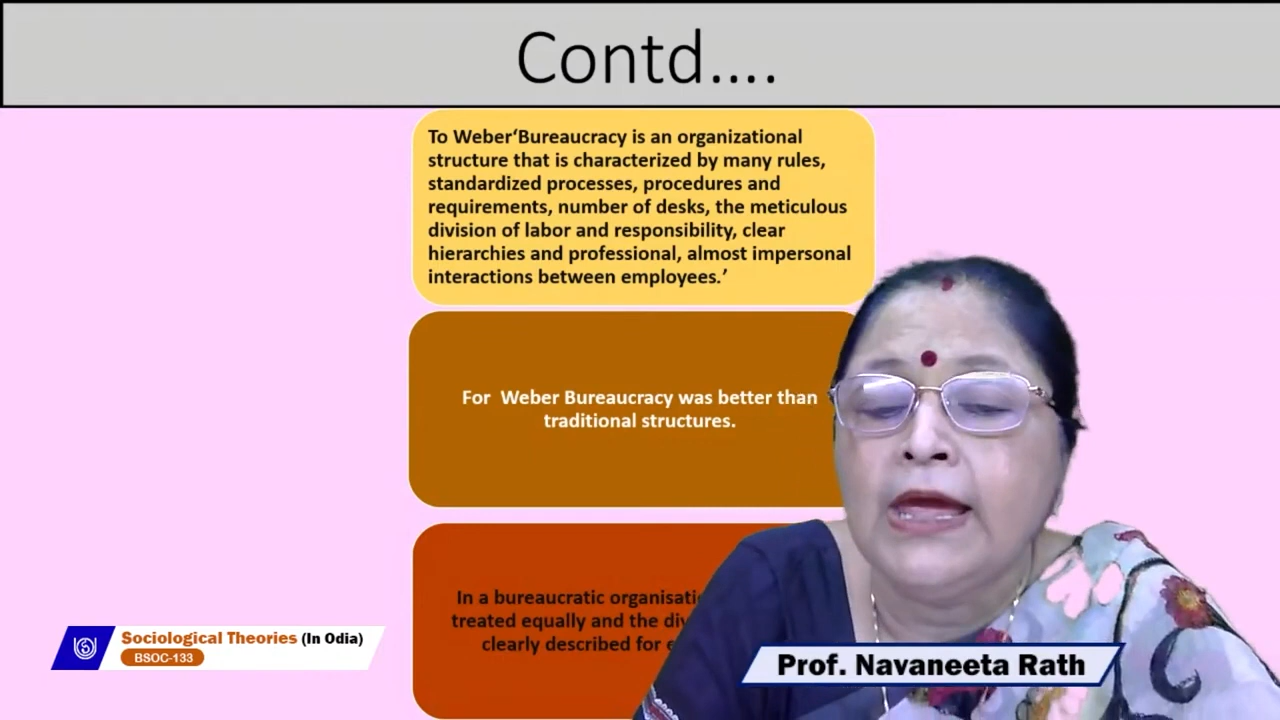 Contd....
To Weber‘Bureaucracy is an organizational
structure that is characterized by many rules,
standardized processes, procedures and
requirements, number of desks, the meticulous
division of labor and responsibility, clear
hierarchies and professional, almost impersonal
interactions between employees.’
For Weber Bureaucracy was better than
traditional structures.
In a bureaucratic
treated equally and the
clearly described for
Sociological Theories (In Odia)
BSOC-133
Prof. Navaneeta Rath